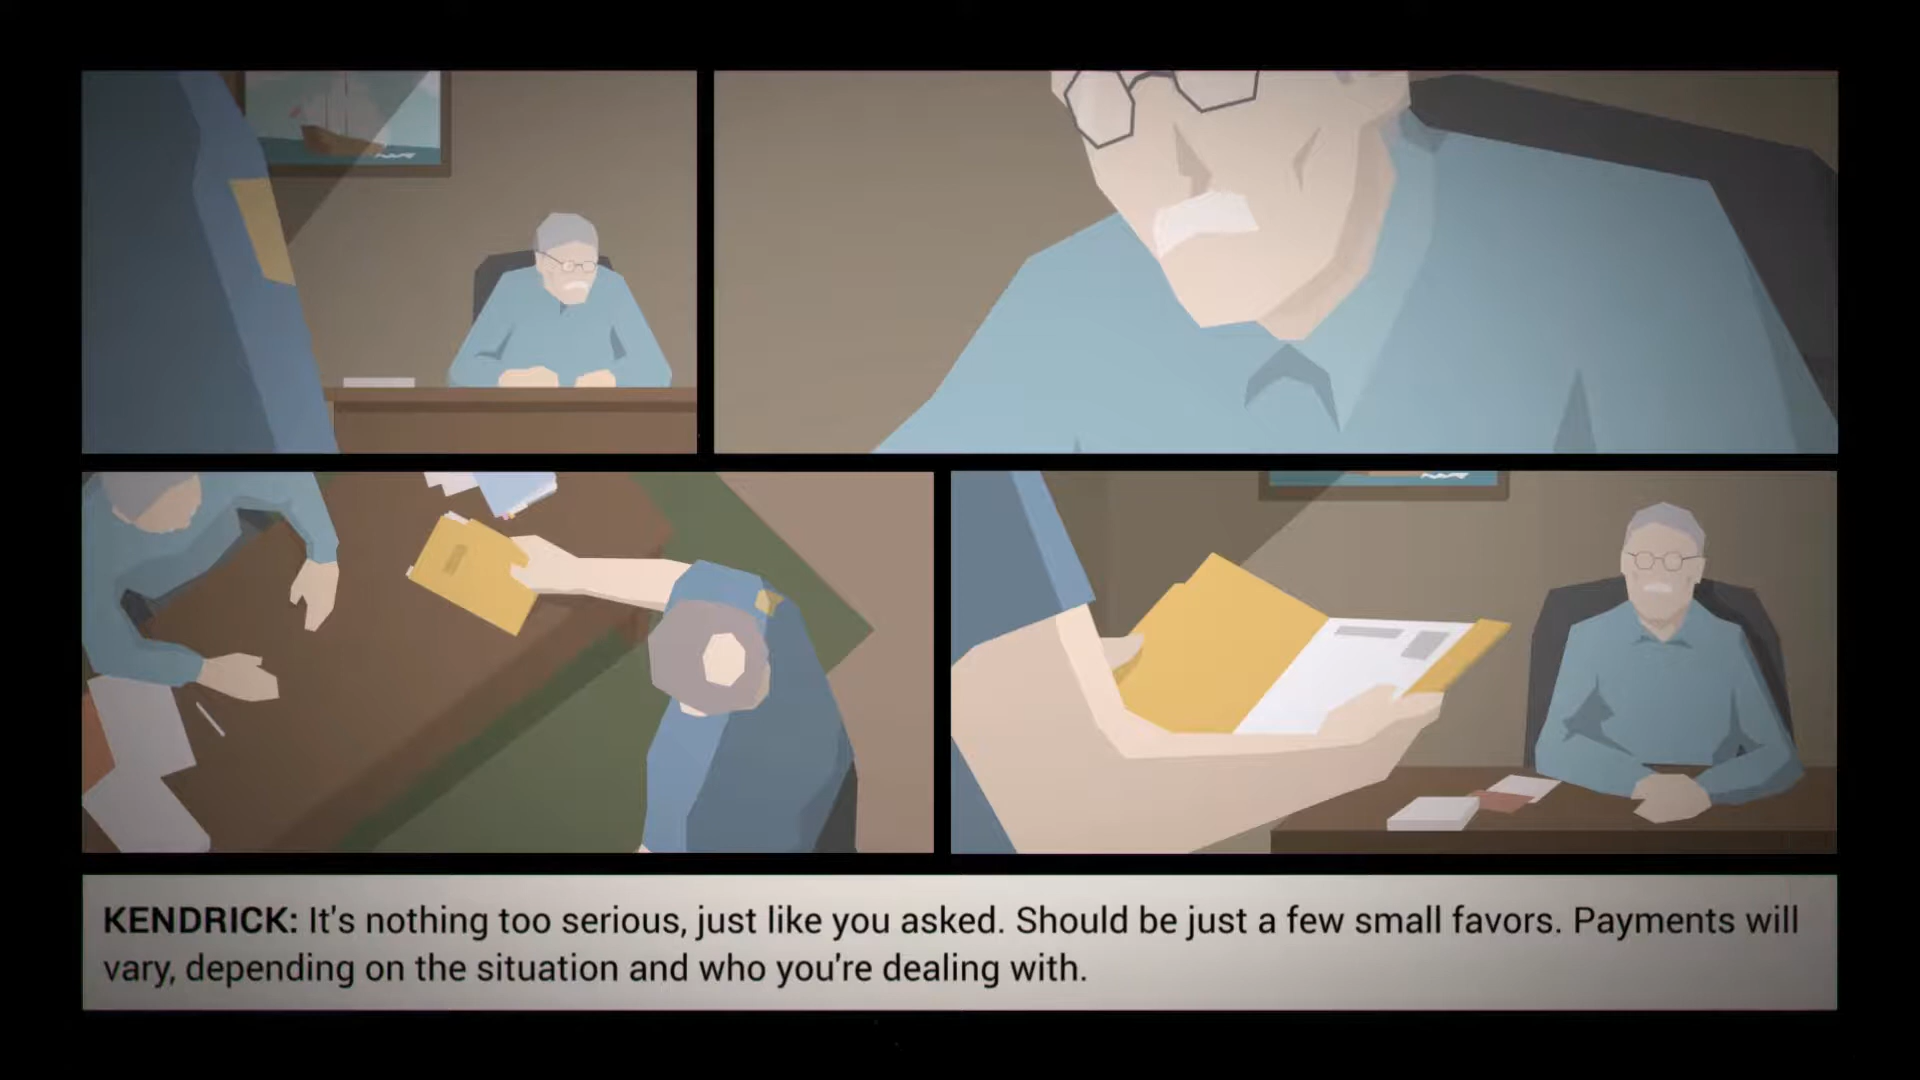 KENDRICK: It's nothing too serious, just like you asked. Should be just a few small favors. Payments will
vary, depending on the situation and who you're dealing with.